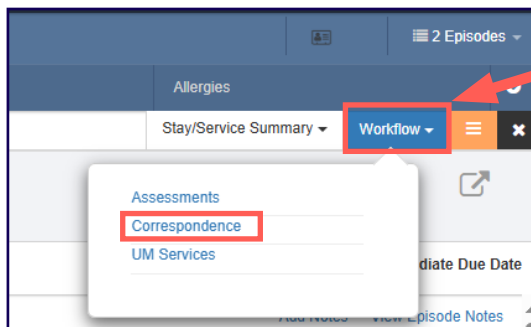 2 Episodes
Allergies
Stay/Service Summary
Workflow
Assessments
Correspondence
UM Services
diate Due Date
Add Notes View Episode Notes